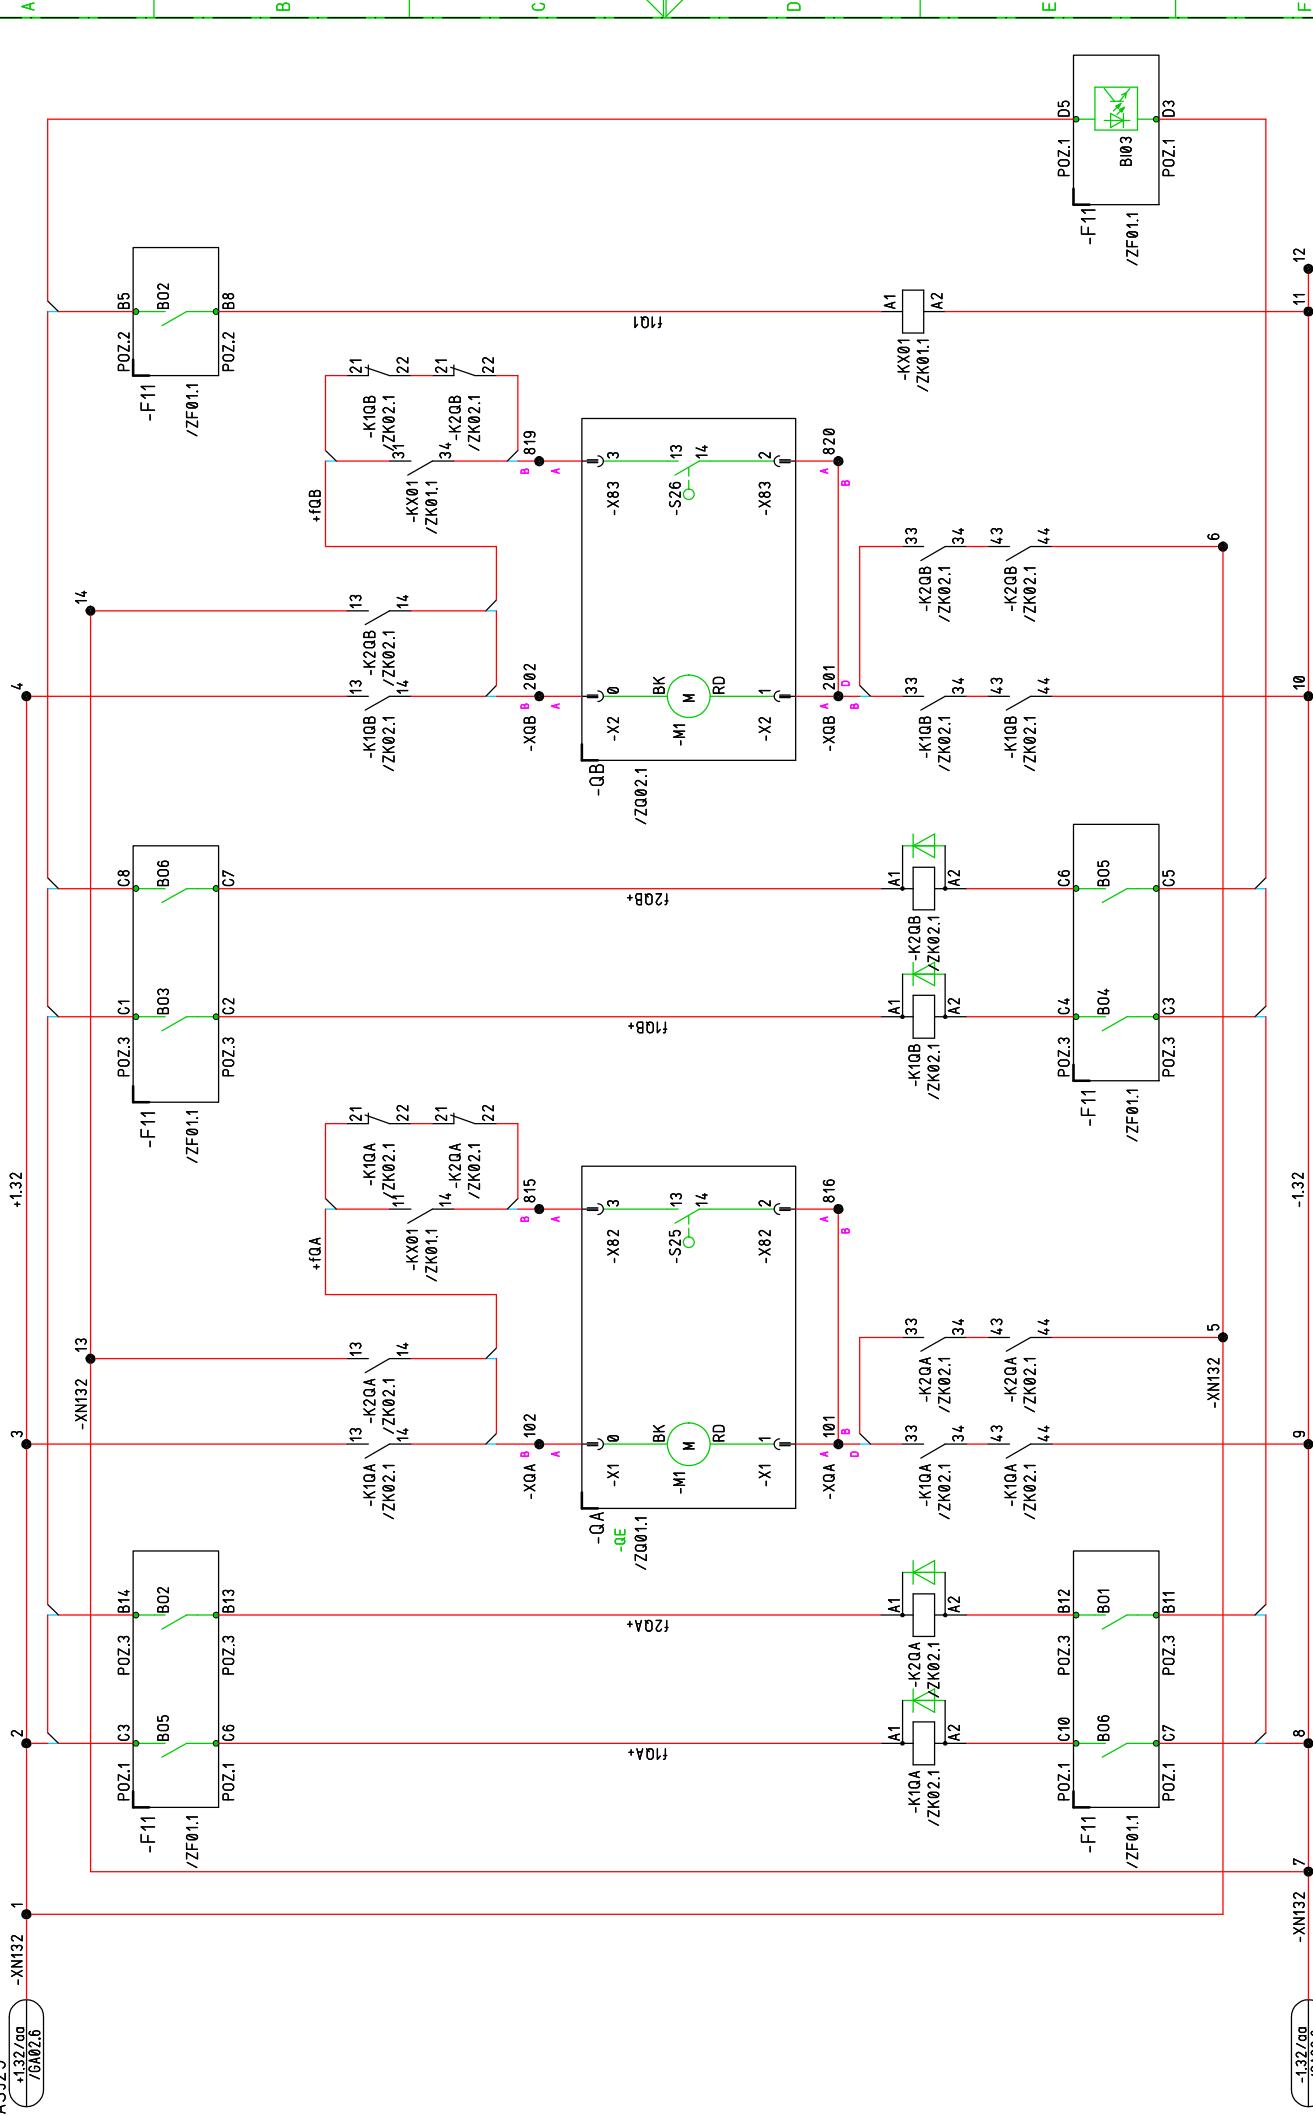 A
B
C
D
E
F
+1.32/aa
/GA02.6
-XN132
1
2
3
+1.32
4
-XN132
13
14
-F11
/ZF01.1
POZ.1
C3
BO5
POZ.1
C6
POZ.3
B14
BO2
POZ.3
B13
-F11
/ZF01.1
POZ.3
C1
BO3
POZ.3
C2
C8
BO6
C7
-F11
/ZF01.1
POZ.2
B5
BO2
POZ.2
B8
-K1QA
/ZK02.1
13
14
-K2QA
/ZK02.1
13
14
+fQA
-KX01
/ZK01.1
11
14
-K1QA
/ZK02.1
21
22
-K2QA
/ZK02.1
21
22
-K1QB
/ZK02.1
13
14
-K2QB
/ZK02.1
13
14
+fQB
-KX01
/ZK01.1
31
34
-K1QB
/ZK02.1
21
22
-K2QB
/ZK02.1
21
22
-XQA
102
B
A
815
B
A
-XQB
202
B
A
819
B
A
f1QA+
f2QA+
f1QB+
f2QB+
f1Q1
-QA
-QE
/ZQ01.1
-X1
0
BK
-M1
M
RD
-X1
1
-X82
3
-S25
13
14
-X82
2
-QB
/ZQ02.1
-X2
0
BK
-M1
M
RD
-X2
1
-X83
3
-S26
13
14
-X83
2
-XQA
101
A
B
D
816
A
B
-XQB
201
A
D
B
820
A
B
-K1QA
/ZK02.1
A1
A2
-K2QA
/ZK02.1
A1
A2
-K1QA
/ZK02.1
33
34
-K1QA
/ZK02.1
43
44
-K2QA
/ZK02.1
33
34
-K2QA
/ZK02.1
43
44
-K1QB
/ZK02.1
A1
A2
-K2QB
/ZK02.1
A1
A2
-K1QB
/ZK02.1
33
34
-K1QB
/ZK02.1
43
44
-K2QB
/ZK02.1
33
34
-K2QB
/ZK02.1
43
44
-KX01
/ZK01.1
A1
A2
-F11
/ZF01.1
POZ.1
C10
BO6
POZ.1
C7
POZ.3
B12
BO1
POZ.3
B11
-F11
/ZF01.1
POZ.3
C4
BO4
POZ.3
C3
C6
BO5
C5
-F11
/ZF01.1
POZ.1
D5
BI03
POZ.1
D3
-XN132
5
6
-1.32/aa
-XN132
7
8
9
-1.32
10
11
12